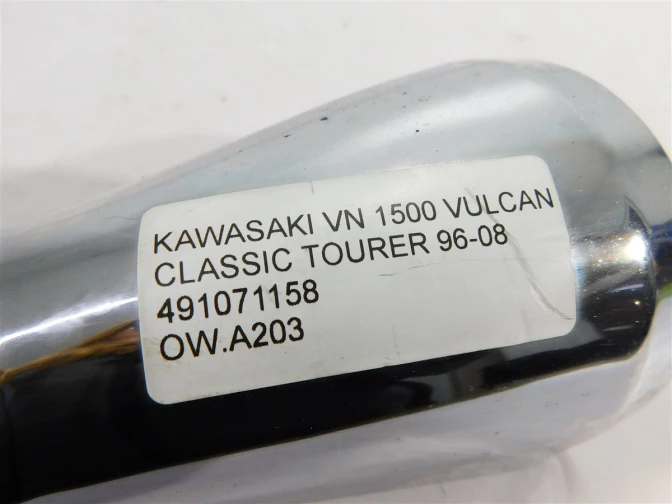 KAWASAKI VN 1500 VULCAN
CLASSIC TOURER 96-08
491071158
OW.A203